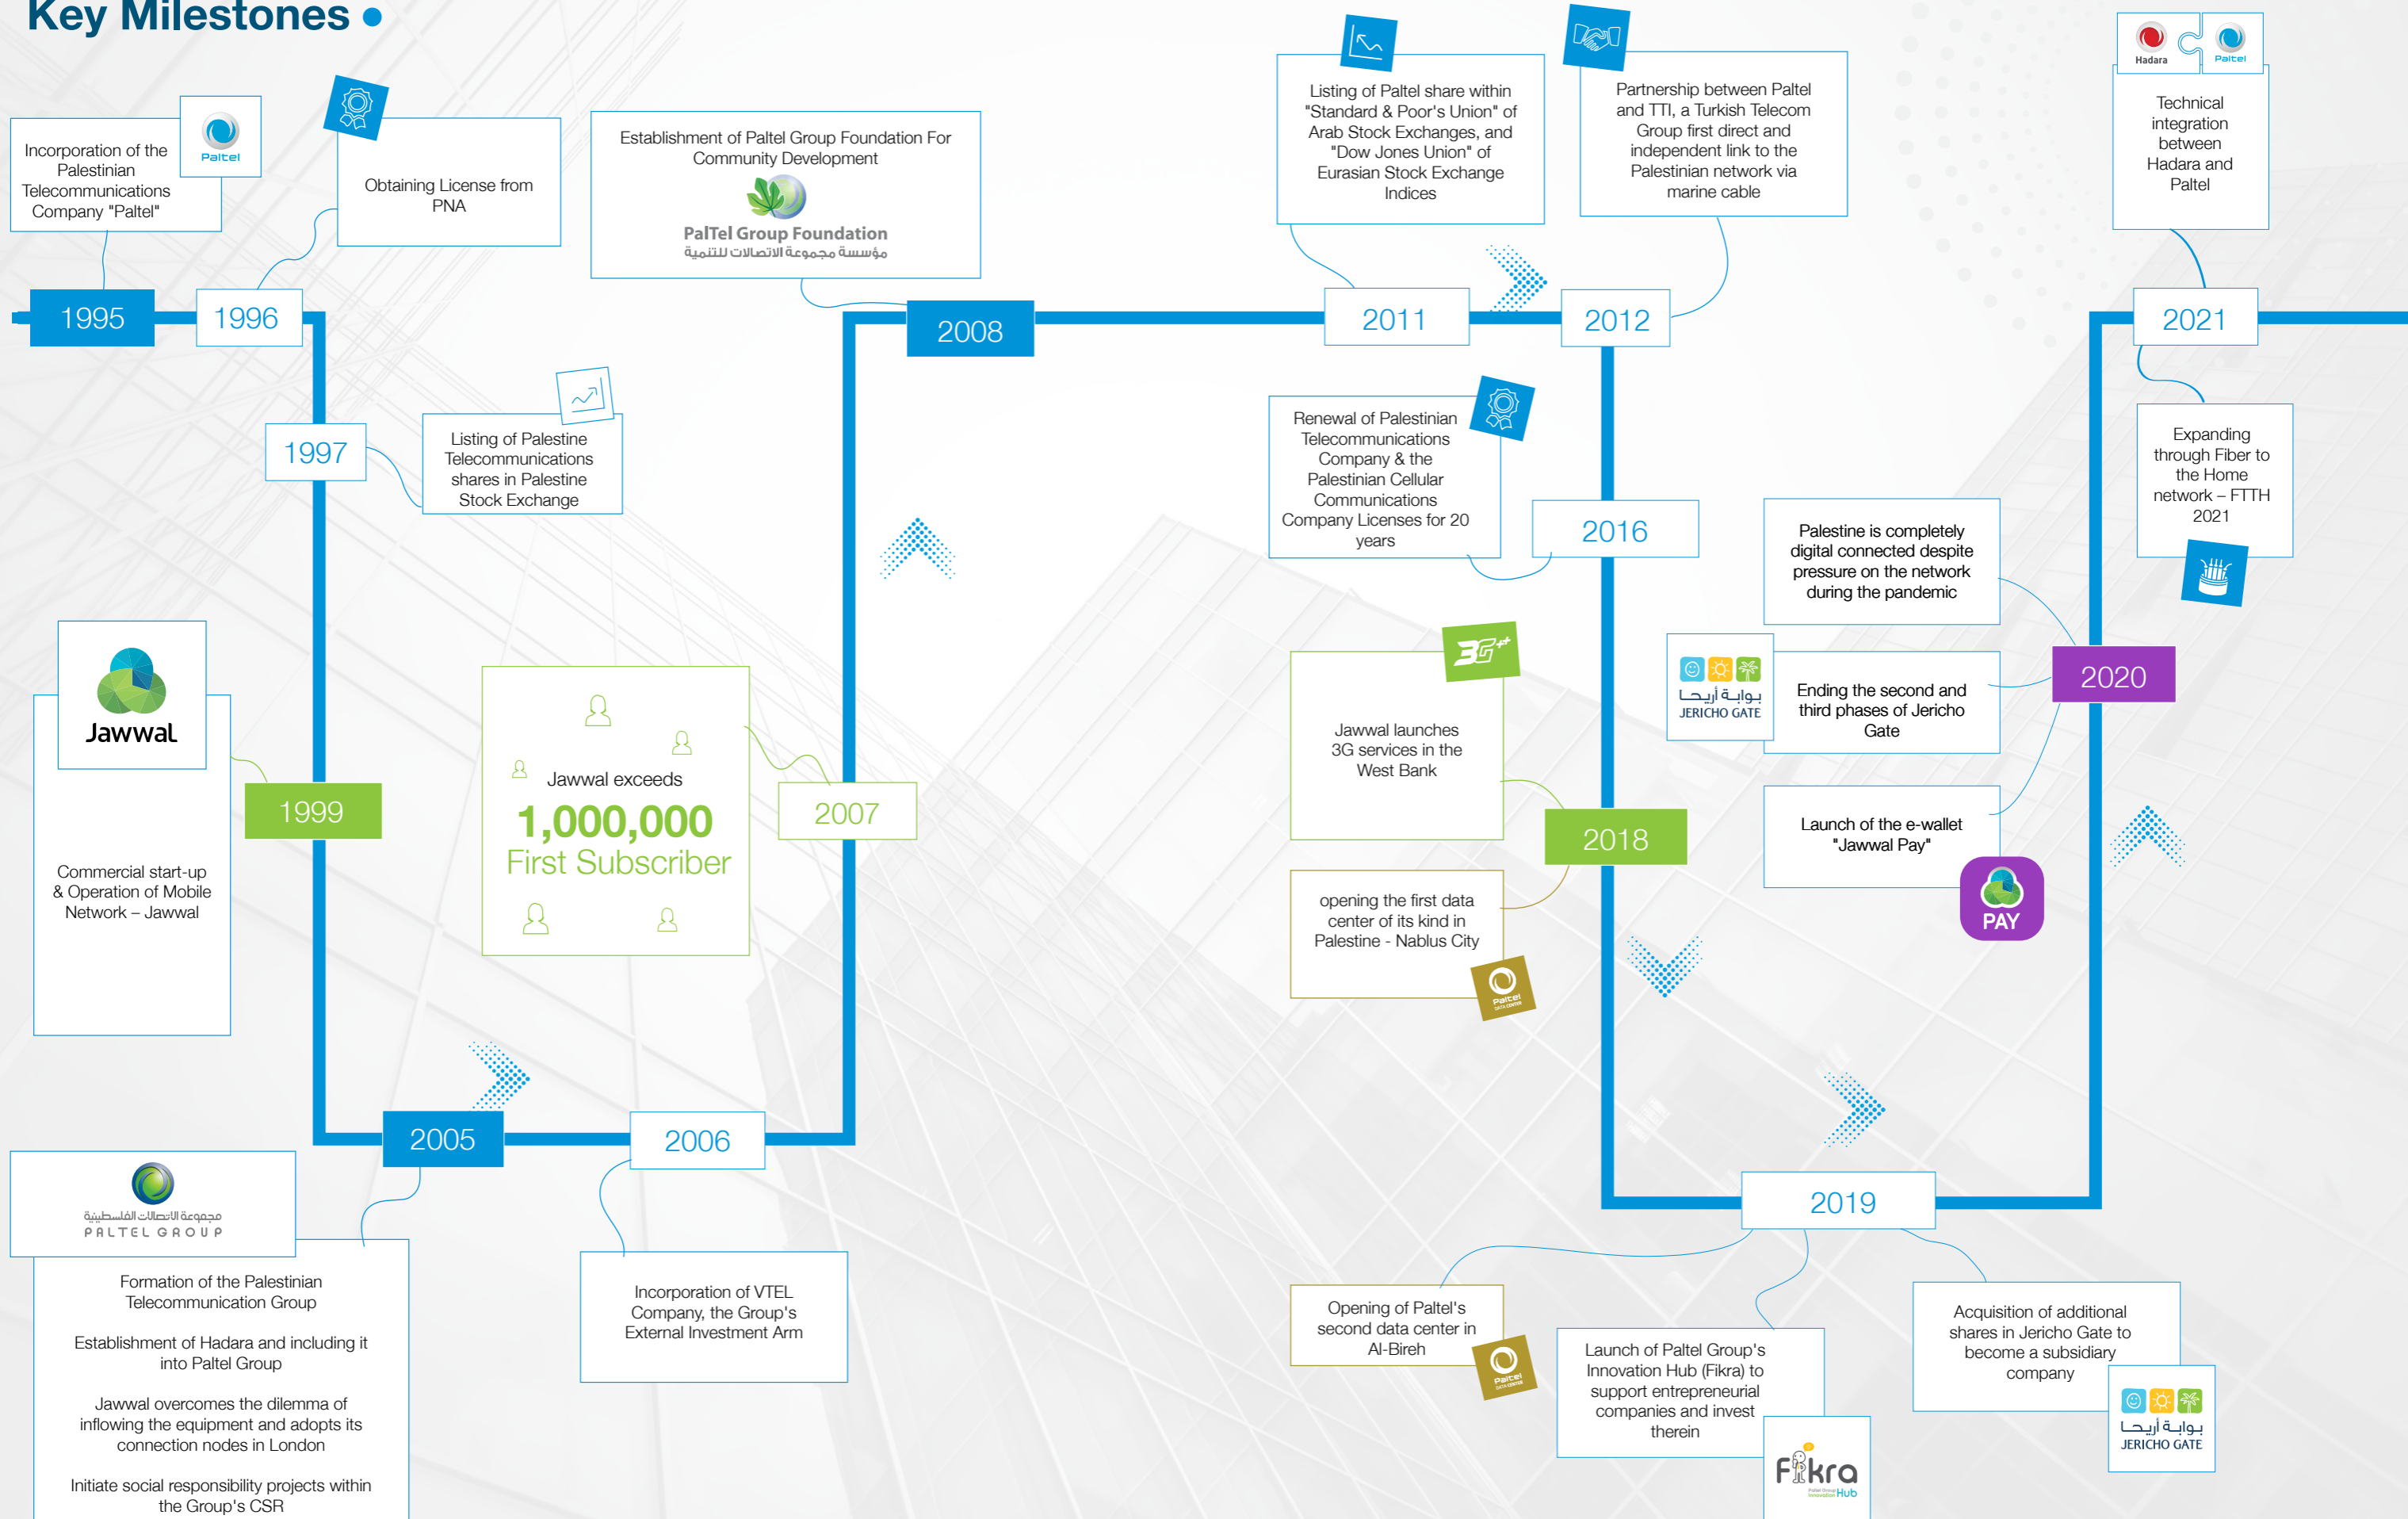 Key Milestones
Incorporation of the
Palestinian
Telecommunications
Company "Paltel"
Paltel
1995
Obtaining License from
PNA
1996
Listing of Palestine
Telecommunications
shares in Palestine
Stock Exchange
1997
Jawwal
Commercial start-up
& Operation of Mobile
Network – Jawwal
1999
مجموعة الاتصالات الفلسطينية
PALTEL GROUP
Formation of the Palestinian
Telecommunication Group
Establishment of Hadara and including it
into Paltel Group
Jawwal overcomes the dilemma of
inflowing the equipment and adopts its
connection nodes in London
Initiate social responsibility projects within
the Group's CSR
2005
2006
Incorporation of VTEL
Company, the Group's
External Investment Arm
Jawwal exceeds
1,000,000
First Subscriber
2007
Establishment of Paltel Group Foundation For
Community Development
PalTel Group Foundation
مؤسسة مجموعة الاتصالات للتنمية
2008
Listing of Paltel share within
"Standard & Poor's Union" of
Arab Stock Exchanges, and
"Dow Jones Union" of
Eurasian Stock Exchange
Indices
2011
Partnership between Paltel
and TTI, a Turkish Telecom
Group first direct and
independent link to the
Palestinian network via
marine cable
2012
Renewal of Palestinian
Telecommunications
Company & the
Palestinian Cellular
Communications
Company Licenses for 20
years
2016
3G++
Jawwal launches
3G services in the
West Bank
2018
opening the first data
center of its kind in
Palestine - Nablus City
Paltel
DATA CENTER
2019
Opening of Paltel's
second data center in
Al-Bireh
Paltel
DATA CENTER
Launch of Paltel Group's
Innovation Hub (Fikra) to
support entrepreneurial
companies and invest
therein
Fikra
Paltel Group
Innovation Hub
Acquisition of additional
shares in Jericho Gate to
become a subsidiary
company
بوابة أريحا
JERICHO GATE
Palestine is completely
digital connected despite
pressure on the network
during the pandemic
2020
بوابة أريحا
JERICHO GATE
Ending the second and
third phases of Jericho
Gate
Launch of the e-wallet
"Jawwal Pay"
PAY
Hadara
Paltel
Technical
integration
between
Hadara and
Paltel
2021
Expanding
through Fiber to
the Home
network – FTTH
2021